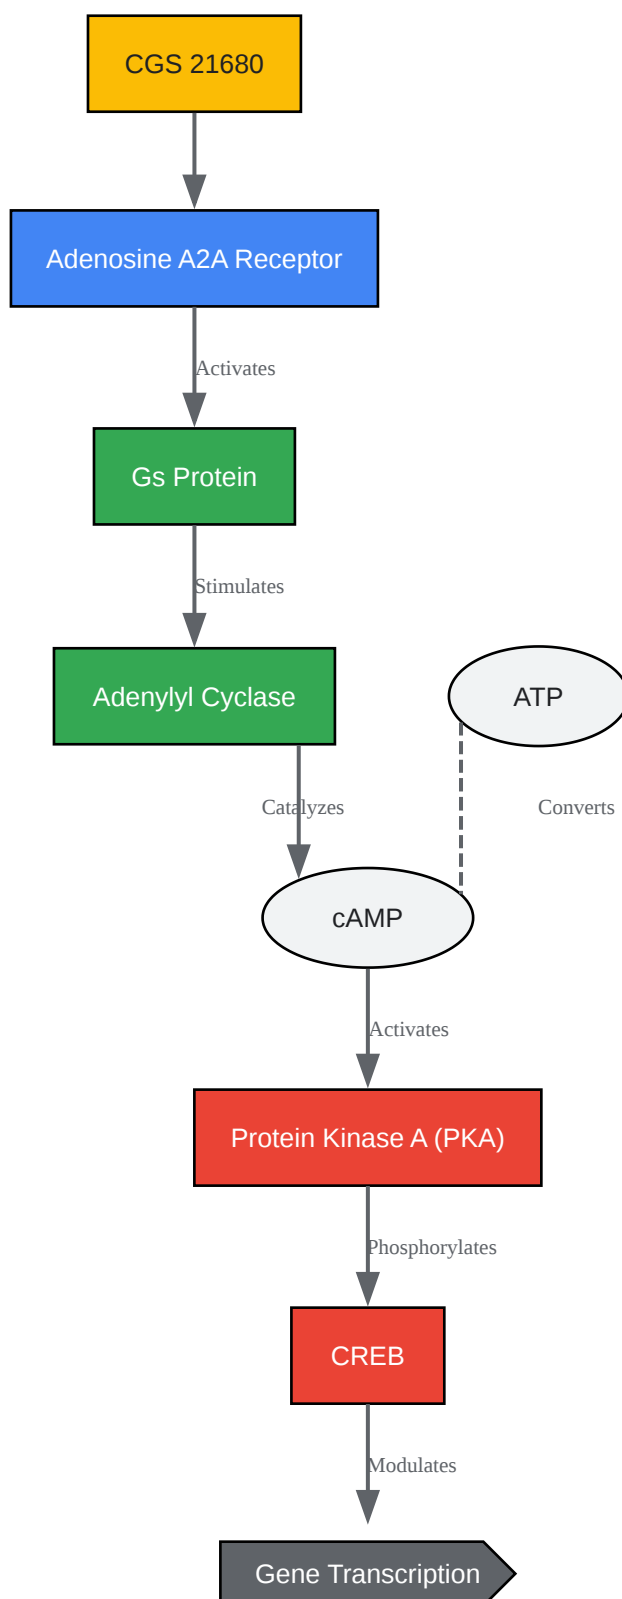 CGS 21680
Adenosine A2A Receptor
Activates
Gs Protein
Stimulates
Adenylyl Cyclase
ATP
Catalyzes
Converts
cAMP
Activates
Protein Kinase A (PKA)
Phosphorylates
CREB
Modulates
Gene Transcription